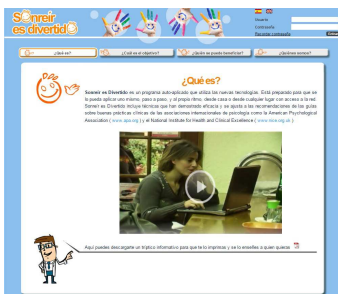 Sonreir
es divertido
Usuario
Contraseña
Recordar contraseña
¿Qué es?
¿Cuál es el objetivo?
¿Quién se puede beneficiar?
¿Quiénes somos?
¿Qué es?
Sonreír es Divertido es un programa autoaplicado que utiliza las nuevas tecnologías. Está preparado para que se
lo pueda aplicar uno mismo, paso a paso, y al propio ritmo, desde casa o desde cualquier lugar con acceso a la red.
Sonreír es Divertido incluye técnicas que han demostrado eficacia y se ajusta a las recomendaciones de las guías
sobre buenas prácticas clínicas de las asociaciones internacionales de psicología como la American Psychological
Association ( www.apa.org ) y el National Institute for Health and Clinical Excellence ( www.nice.org.uk )
Aquí puedes descargarte un tríptico informativo para que te lo imprimas y se lo enseñes a quien quieras